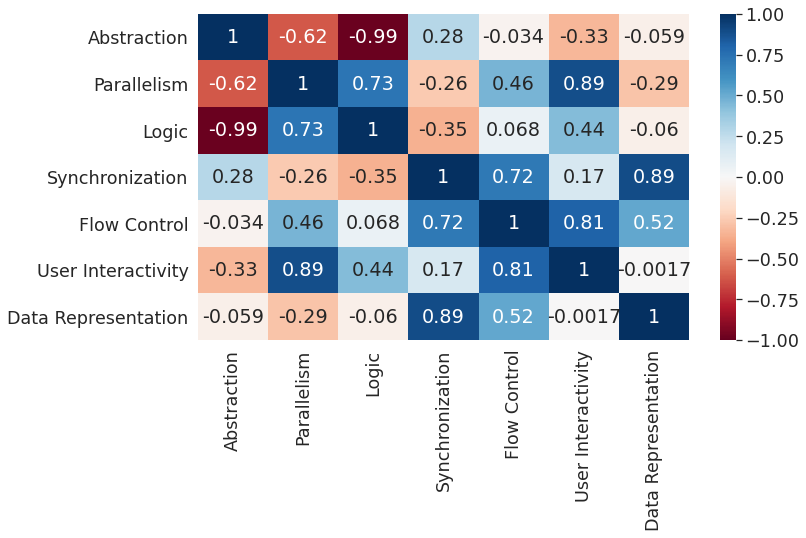 Abstraction 1 -0.62 -0.99 0.28 -0.034 -0.33 -0.059
Parallelism -0.62 1 0.73 -0.26 0.46 0.89 -0.29
Logic -0.99 0.73 1 -0.35 0.068 0.44 -0.06
Synchronization 0.28 -0.26 -0.35 1 0.72 0.17 0.89
Flow Control -0.034 0.46 0.068 0.72 1 0.81 0.52
User Interactivity -0.33 0.89 0.44 0.17 0.81 1 -0.0017
Data Representation -0.059 -0.29 -0.06 0.89 0.52 -0.0017 1
Abstraction
Parallelism
Logic
Synchronization
Flow Control
User Interactivity
Data Representation
1.00
0.75
0.50
0.25
0.00
−0.25
−0.50
−0.75
−1.00